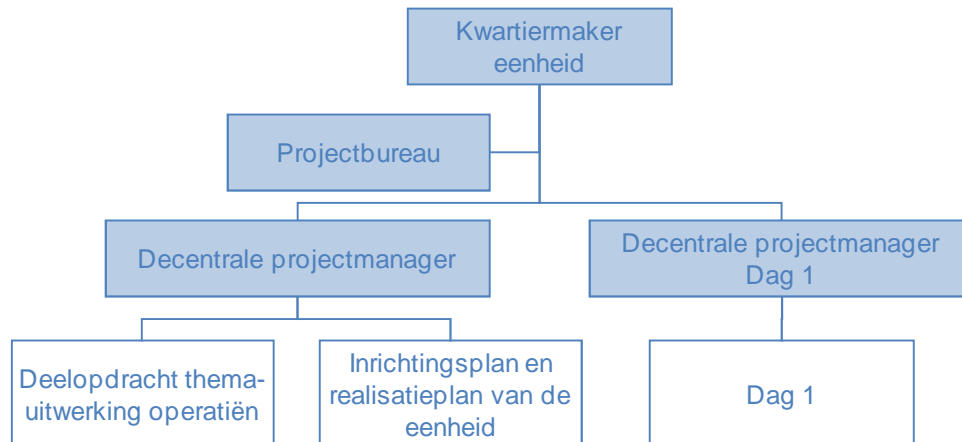 Kwartiermaker
eenheid
Projectbureau
Decentrale projectmanager
Decentrale projectmanager
Dag 1
Deelopdracht thema-
uitwerking operatiën
Inrichtingsplan en
realisatieplan van de
eenheid
Dag 1